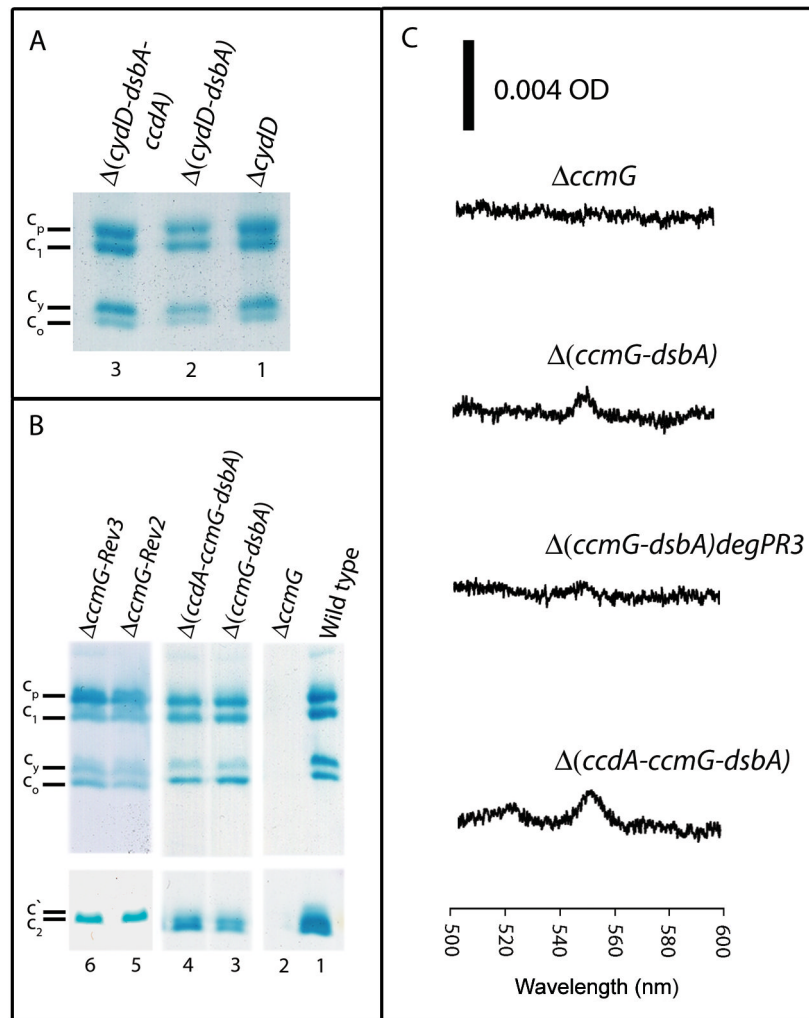 A
Δ(cydD-dsbA-
ccdA)
Δ(cydD-dsbA)
ΔcydD
Cp
C1
Cy
Co
3 2 1
B
ΔccmG-Rev3
ΔccmG-Rev2
Δ(ccdA-ccmG-dsbA)
Δ(ccmG-dsbA)
ΔccmG
Wild type
Cp
C1
Cy
Co
C`
C2
6 5 4 3 2 1
C
0.004 OD
ΔccmG
Δ(ccmG-dsbA)
Δ(ccmG-dsbA)degPR3
Δ(ccdA-ccmG-dsbA)
500 520 540 560 580 600
Wavelength (nm)